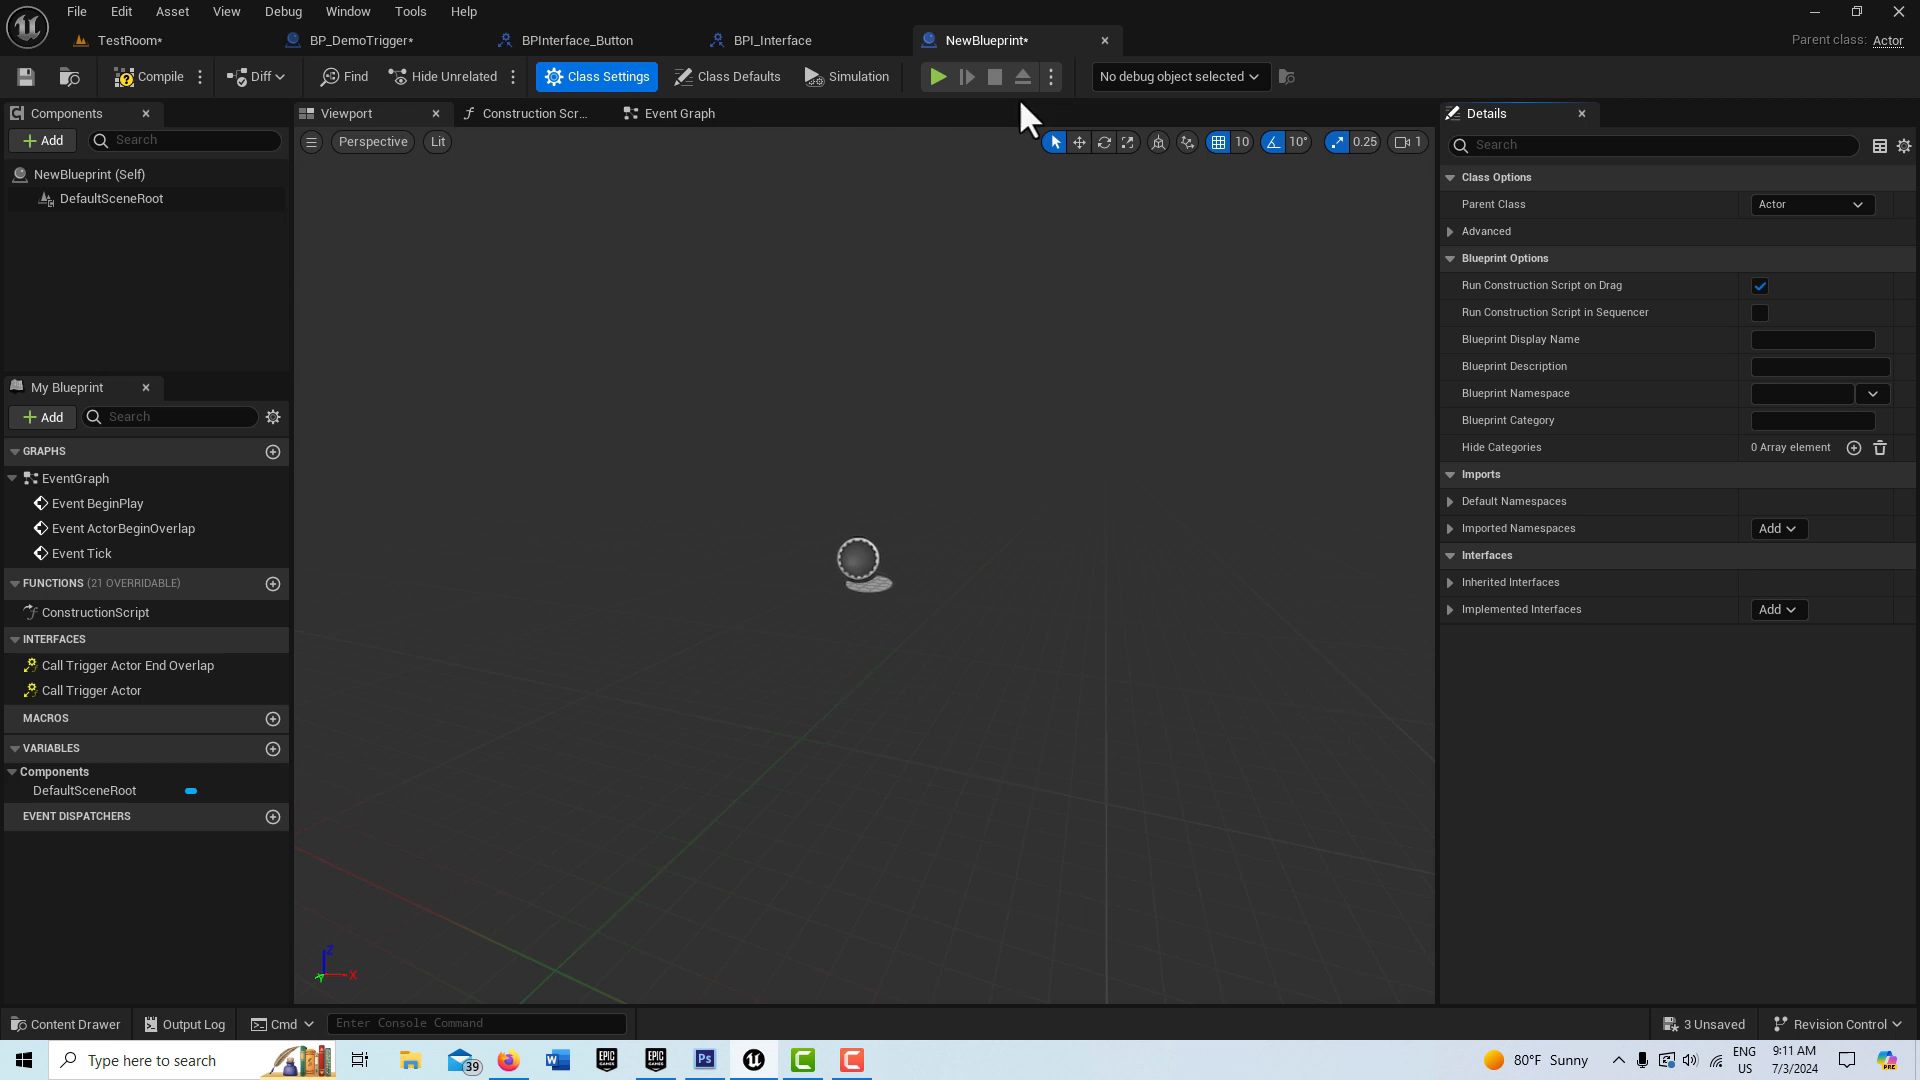 File Edit Asset View Debug Window Tools Help
TestRoom* BP_DemoTrigger* BPInterface_Button BPI_Interface NewBlueprint* Parent class: Actor
Compile Diff Find Hide Unrelated Class Settings Class Defaults Simulation No debug object selected
Components Viewport Construction Scr... Event Graph Details
Add Search Perspective Lit 10 10° 0.25 1 Search
NewBlueprint (Self)
DefaultSceneRoot
Class Options
Parent Class Actor
Advanced
Blueprint Options
Run Construction Script on Drag
Run Construction Script in Sequencer
Blueprint Display Name
Blueprint Description
Blueprint Namespace
Blueprint Category
Hide Categories 0 Array element
Imports
Default Namespaces
Imported Namespaces Add
Interfaces
Inherited Interfaces
Implemented Interfaces Add
My Blueprint
Add Search
GRAPHS
EventGraph
Event BeginPlay
Event ActorBeginOverlap
Event Tick
FUNCTIONS (21 OVERRIDABLE)
ConstructionScript
INTERFACES
Call Trigger Actor End Overlap
Call Trigger Actor
MACROS
VARIABLES
Components
DefaultSceneRoot
EVENT DISPATCHERS
Z
X
Y
Content Drawer Output Log Cmd Enter Console Command 3 Unsaved Revision Control
Type here to search 39 W EPIC GAMES EPIC GAMES Ps 80°F Sunny ENG US 9:11 AM 7/3/2024 PRE